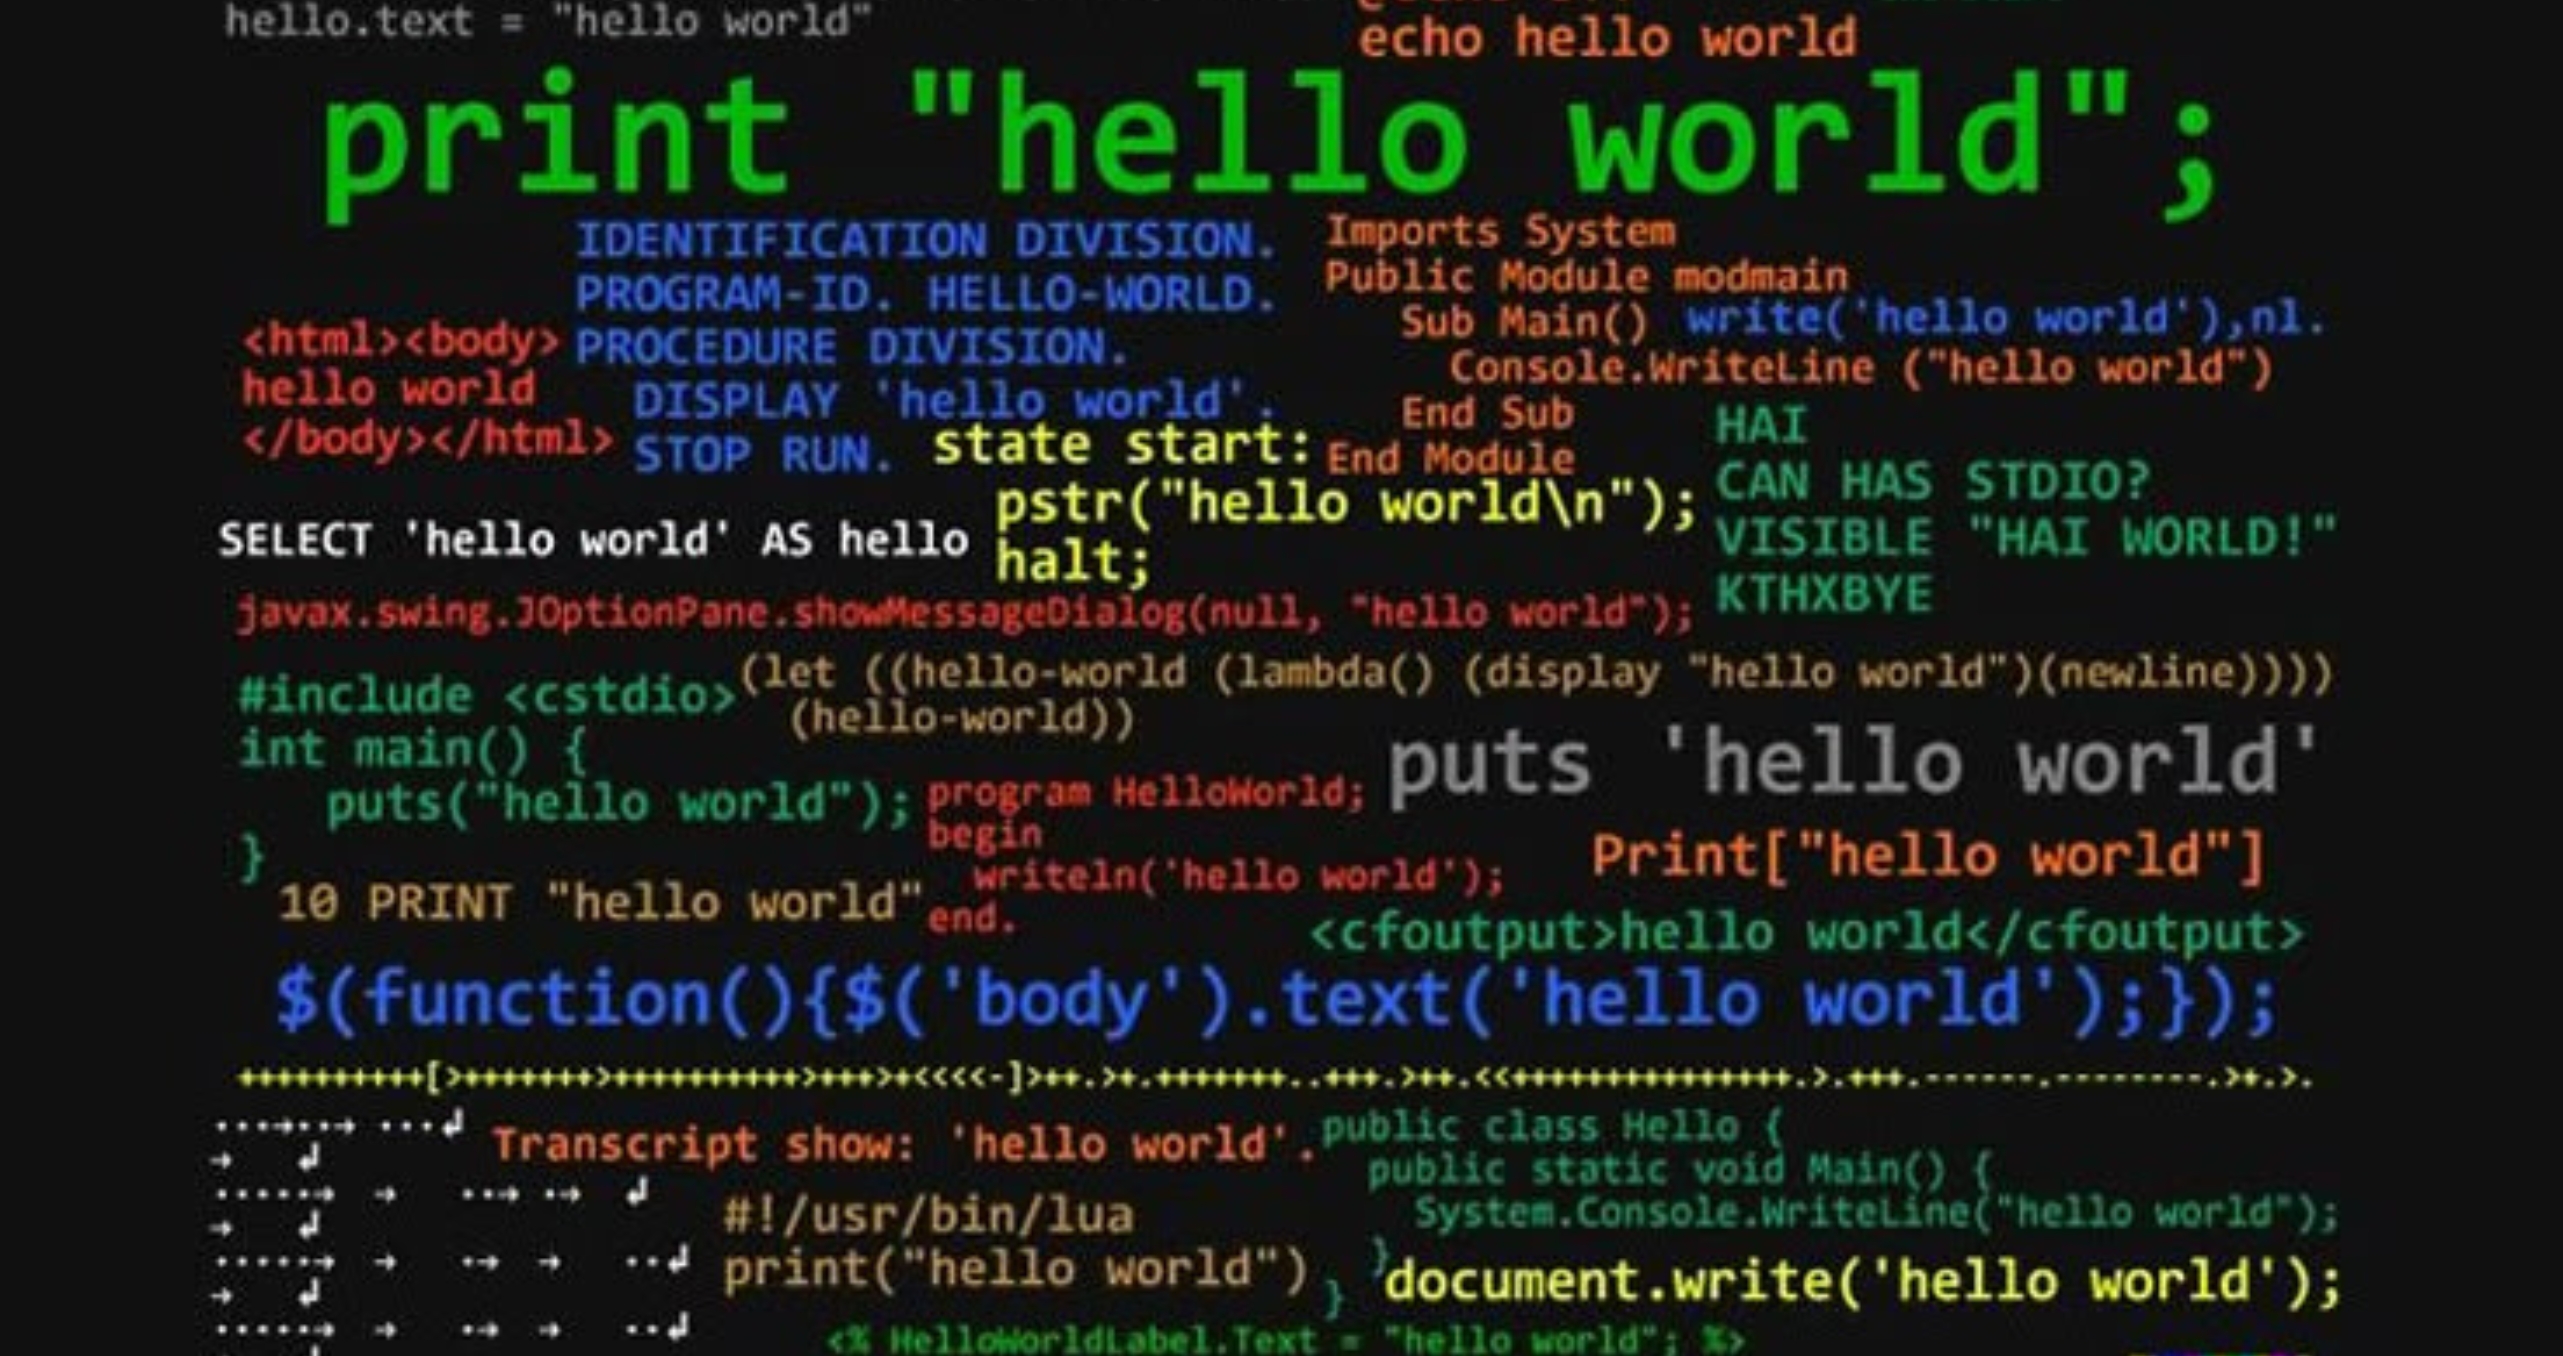 hello.text = "hello world"
echo hello world
print "hello world";
IDENTIFICATION DIVISION.
PROGRAM-ID. HELLO-WORLD.
PROCEDURE DIVISION.
DISPLAY 'hello world'.
STOP RUN.
Imports System
Public Module modmain
Sub Main()
Console.WriteLine ("hello world")
End Sub
End Module
write('hello world'),nl.
<html><body>
hello world
</body></html>
state start:
pstr("hello world\n");
halt;
HAI
CAN HAS STDIO?
VISIBLE "HAI WORLD!"
KTHXBYE
SELECT 'hello world' AS hello
javax.swing.JOptionPane.showMessageDialog(null, "hello world");
(let ((hello-world (lambda() (display "hello world")(newline))))
(hello-world))
#include <cstdio>
int main() {
puts("hello world");
}
puts 'hello world'
program HelloWorld;
begin
writeln('hello world');
end.
Print["hello world"]
10 PRINT "hello world"
<cfoutput>hello world</cfoutput>
$(function(){$('body').text('hello world');});
++++++++++[>+++++++>++++++++++>+++>+<<<<-]>++.>+.+++++++..+++.>++.<<+++++++++++++++.>.+++.------.--------.>+.>.
Transcript show: 'hello world'.
public class Hello {
public static void Main() {
System.Console.WriteLine("hello world");
}
}
#!/usr/bin/lua
print("hello world")
document.write('hello world');
<% HelloWorldLabel.Text = "hello world"; %>